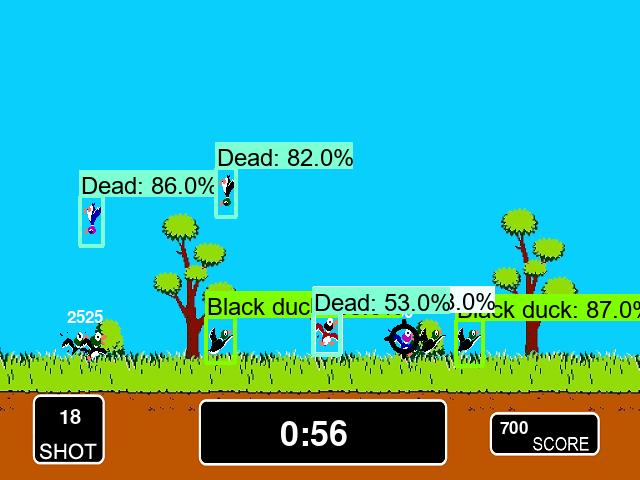 Dead: 82.0%
Dead: 86.0%
Black duc
Dead: 53.0%
3.0%
Black duck: 87.0%
2525
18
SHOT
0:56
700
SCORE